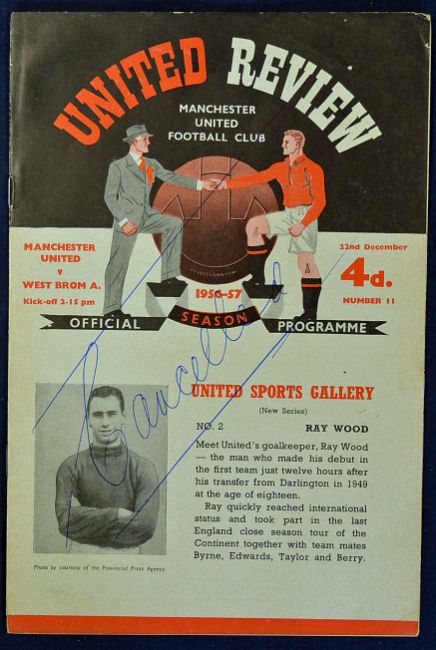 UNITED REVIEW
MANCHESTER
UNITED
FOOTBALL CLUB
MANCHESTER
UNITED
v
WEST BROM A.
Kick-off 2-15 pm
22nd December
4d.
NUMBER 11
1956-57
OFFICIAL SEASON PROGRAMME
Cancelled
UNITED SPORTS GALLERY
(New Series)
NO. 2 RAY WOOD
Meet United's goalkeeper, Ray Wood
— the man who made his debut in
the first team just twelve hours after
his transfer from Darlington in 1949
at the age of eighteen.
Ray quickly reached international
status and took part in the last
England close season tour of
the Continent together with team mates
Byrne, Edwards, Taylor and Berry.
Photo by courtesy of the Provincial Press Agency.